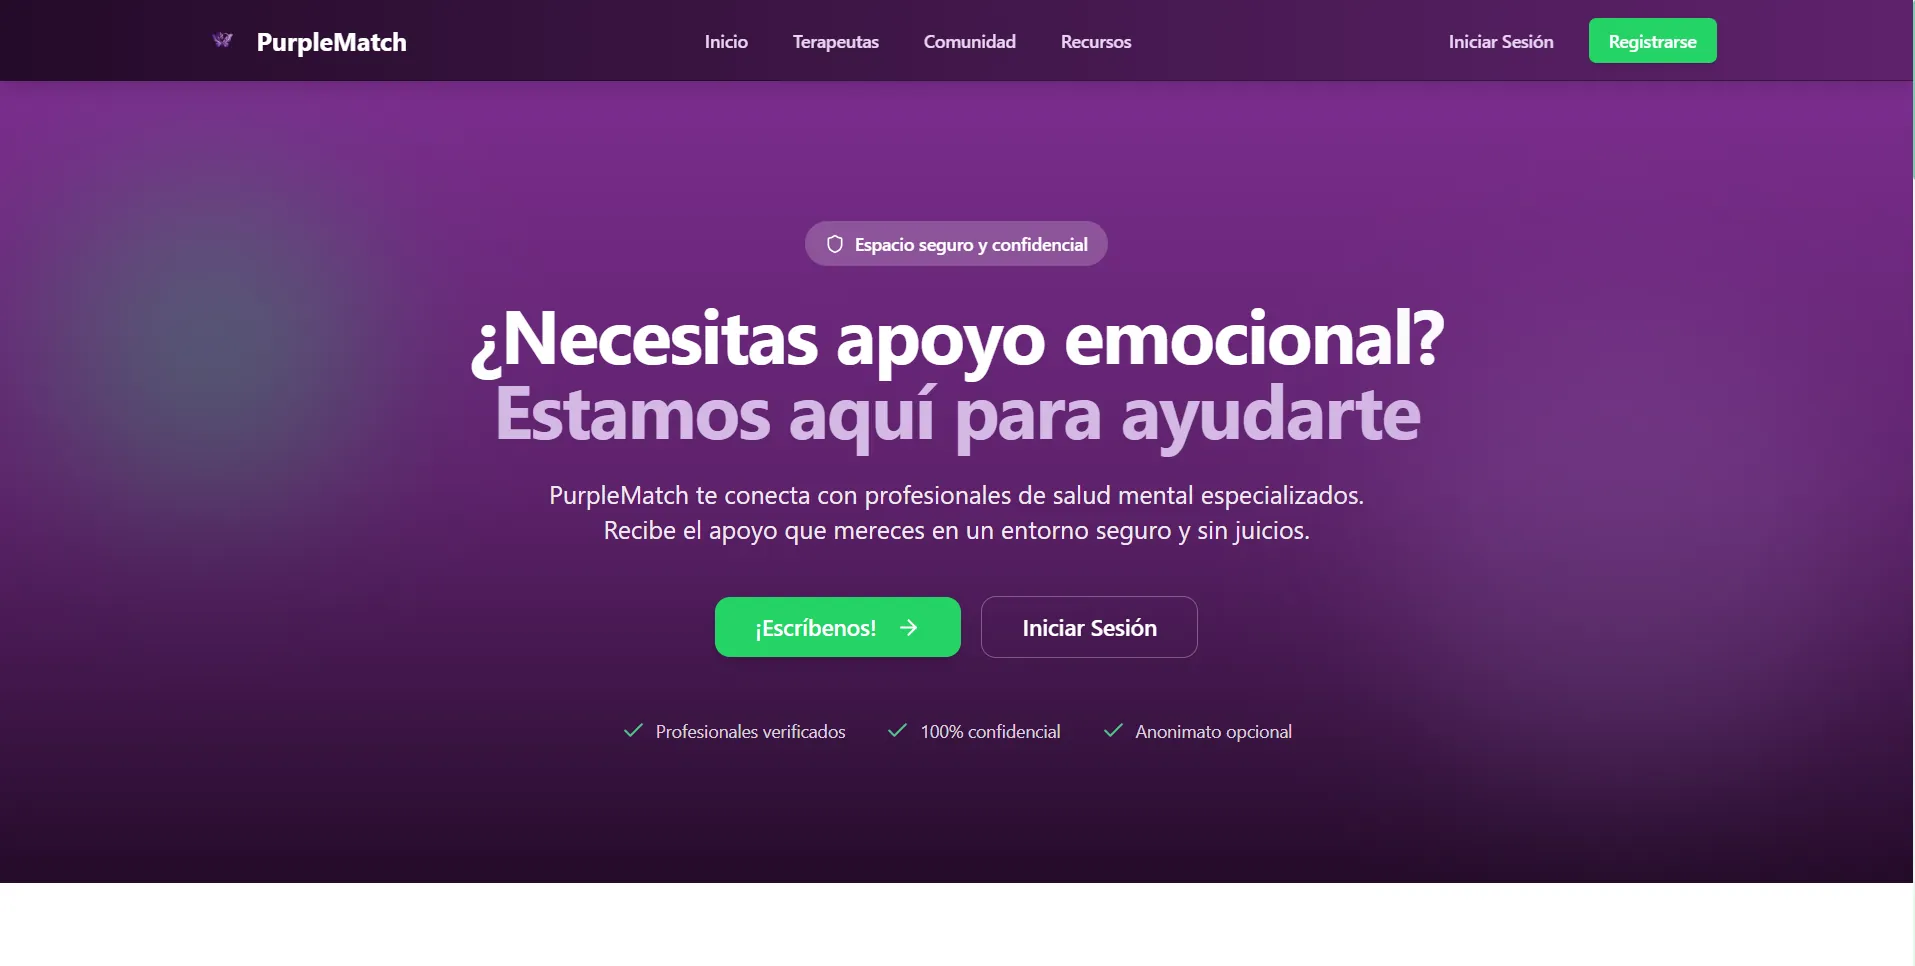 PurpleMatch
Inicio
Terapeutas
Comunidad
Recursos
Iniciar Sesión
Registrarse
Espacio seguro y confidencial
¿Necesitas apoyo emocional?
Estamos aquí para ayudarte
PurpleMatch te conecta con profesionales de salud mental especializados.
Recibe el apoyo que mereces en un entorno seguro y sin juicios.
¡Escríbenos!
Iniciar Sesión
Profesionales verificados
100% confidencial
Anonimato opcional